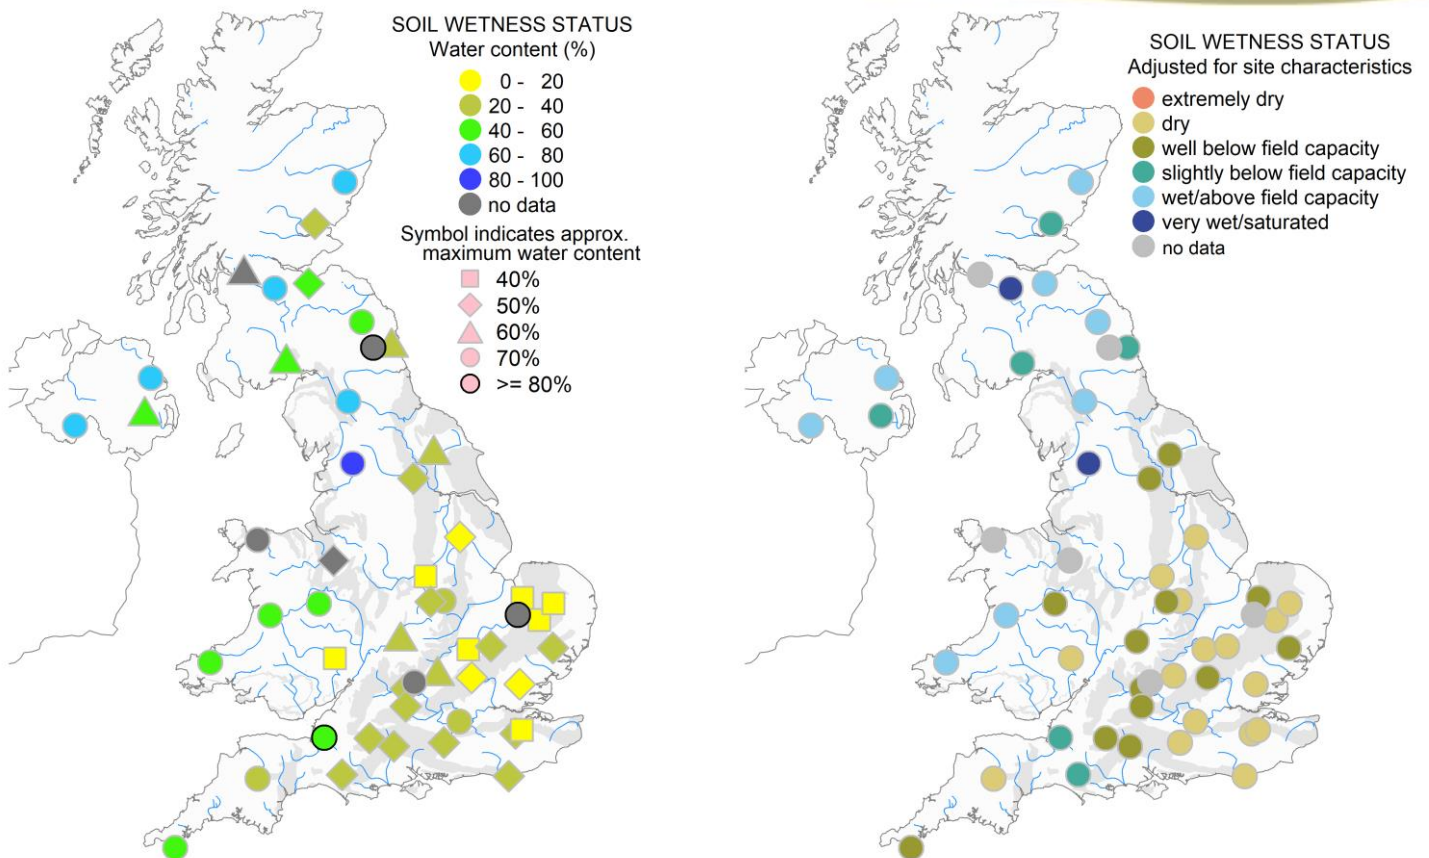 SOIL WETNESS STATUS
Water content (%)
0 - 20
20 - 40
40 - 60
60 - 80
80 - 100
no data
Symbol indicates approx.
maximum water content
40%
50%
60%
70%
>= 80%
SOIL WETNESS STATUS
Adjusted for site characteristics
extremely dry
dry
well below field capacity
slightly below field capacity
wet/above field capacity
very wet/saturated
no data